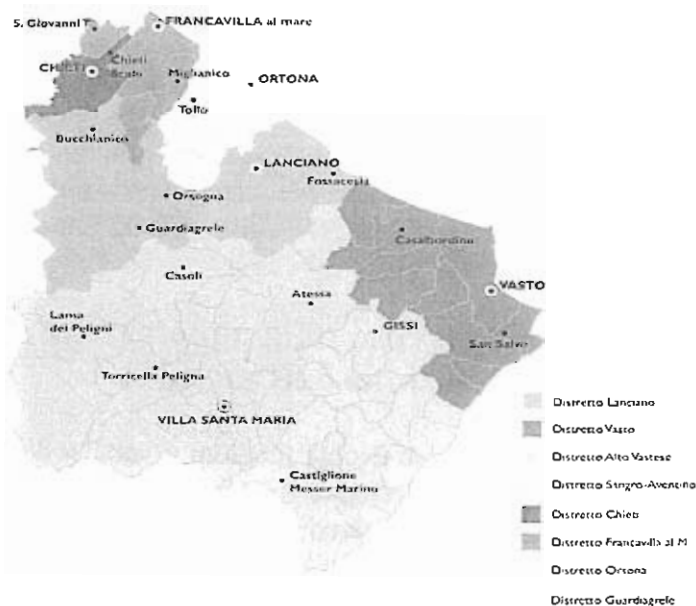 S. Giovanni T.
FRANCAVILLA al mare
CHIETI
Chieti
Scalo
Miglianico
ORTONA
Tollo
Bucchianico
LANCIANO
Fossacesia
Orsogna
Guardiagrele
Casalbordino
Casoli
Atessa
VASTO
Lama
dei Peligni
GISSI
San Salvo
Torricella Peligna
VILLA SANTA MARIA
Castiglione
Messer Marino
Distretto Lanciano
Distretto Vasto
Distretto Alto Vastese
Distretto Sangro-Aventino
Distretto Chieti
Distretto Francavilla al M
Distretto Ortona
Distretto Guardiagrele